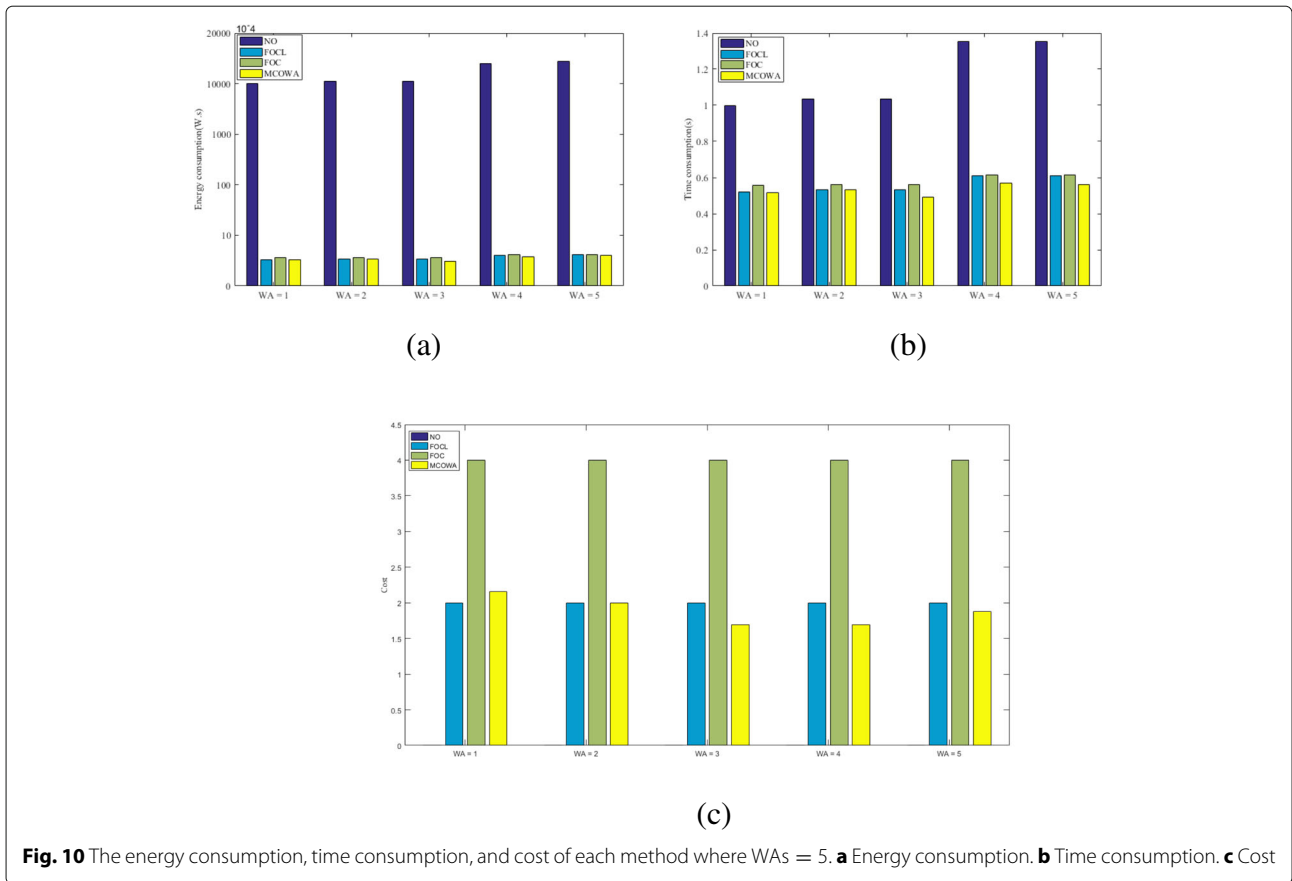 10^4
20000
NO
FOCL
FOC
MCOWA
10000
1000
100
10
0
Energy consumption(W.s)
WA = 1 WA = 2 WA = 3 WA = 4 WA = 5
(a)
1.4
NO
FOCL
FOC
MCOWA
1.2
1
0.8
0.6
0.4
0.2
0
Time consumption(s)
WA = 1 WA = 2 WA = 3 WA = 4 WA = 5
(b)
4.5
NO
FOCL
FOC
MCOWA
4
3.5
3
2.5
2
1.5
1
0.5
0
Cost
WA = 1 WA = 2 WA = 3 WA = 4 WA = 5
(c)
Fig. 10 The energy consumption, time consumption, and cost of each method where WAs = 5. a Energy consumption. b Time consumption. c Cost